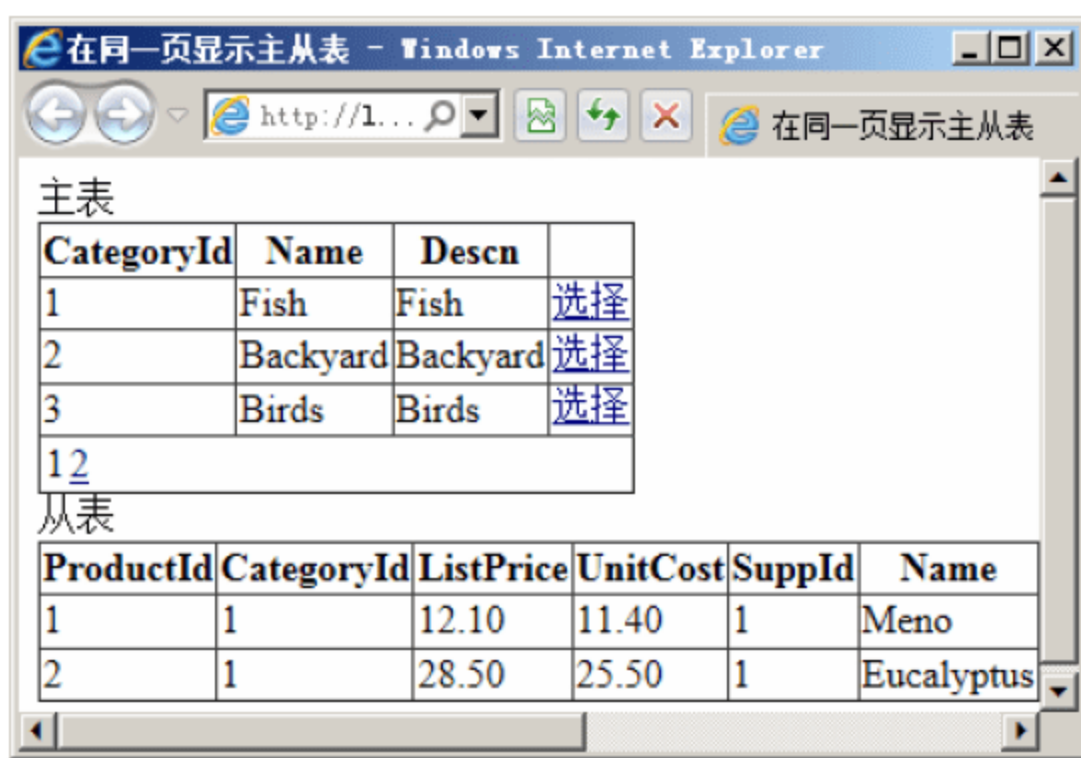 在同一页显示主从表 - Windows Internet Explorer
http://l... 在同一页显示主从表
主表
CategoryId Name Descn
1 Fish Fish 选择
2 Backyard Backyard 选择
3 Birds Birds 选择
1 2
从表
ProductId CategoryId ListPrice UnitCost SuppId Name
1 1 12.10 11.40 1 Meno
2 1 28.50 25.50 1 Eucalyptus